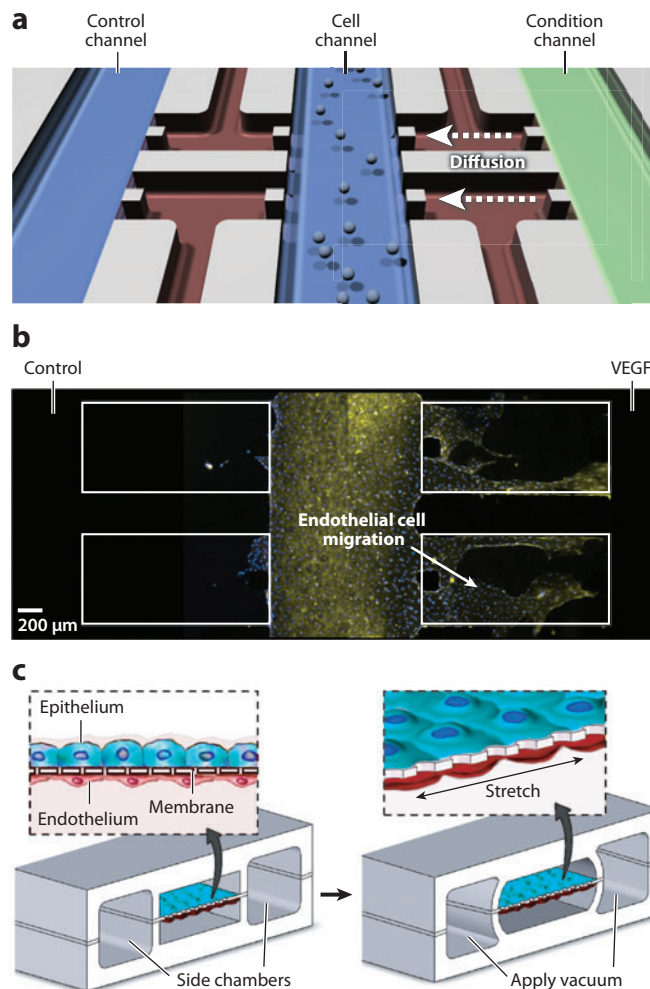 a
Control
channel
Cell
channel
Condition
channel
Diffusion
b
Control
VEGF
Endothelial cell
migration
200 μm
c
Epithelium
Membrane
Endothelium
Stretch
Side chambers
Apply vacuum